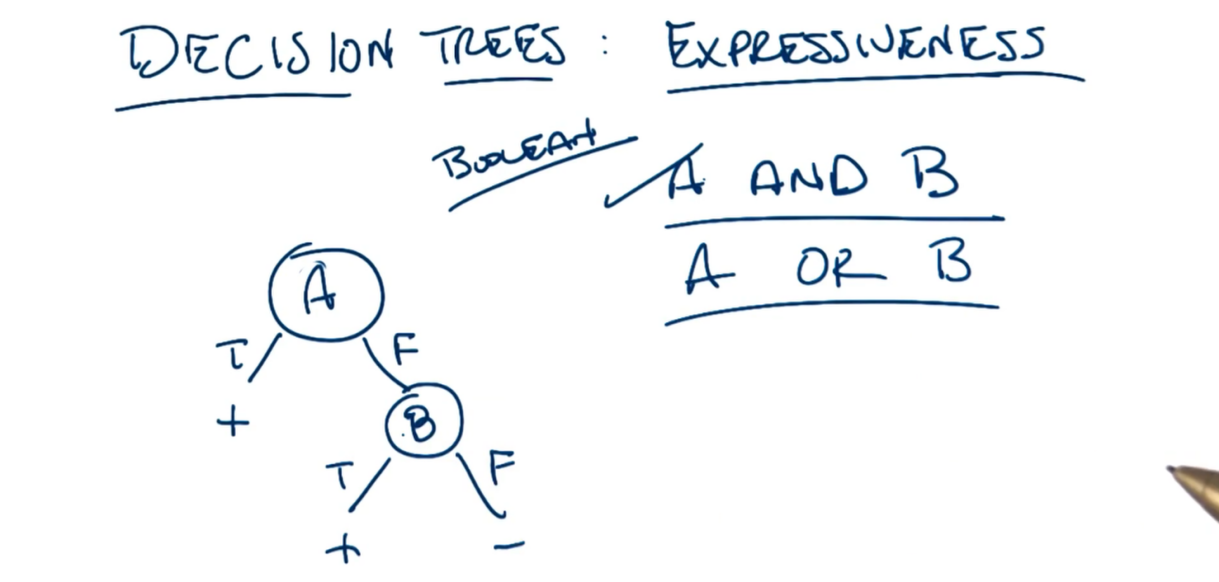 DECISION TREES : EXPRESSIVENESS
BOOLEAN
A AND B
A OR B
A
T F
+
B
T F
+ -